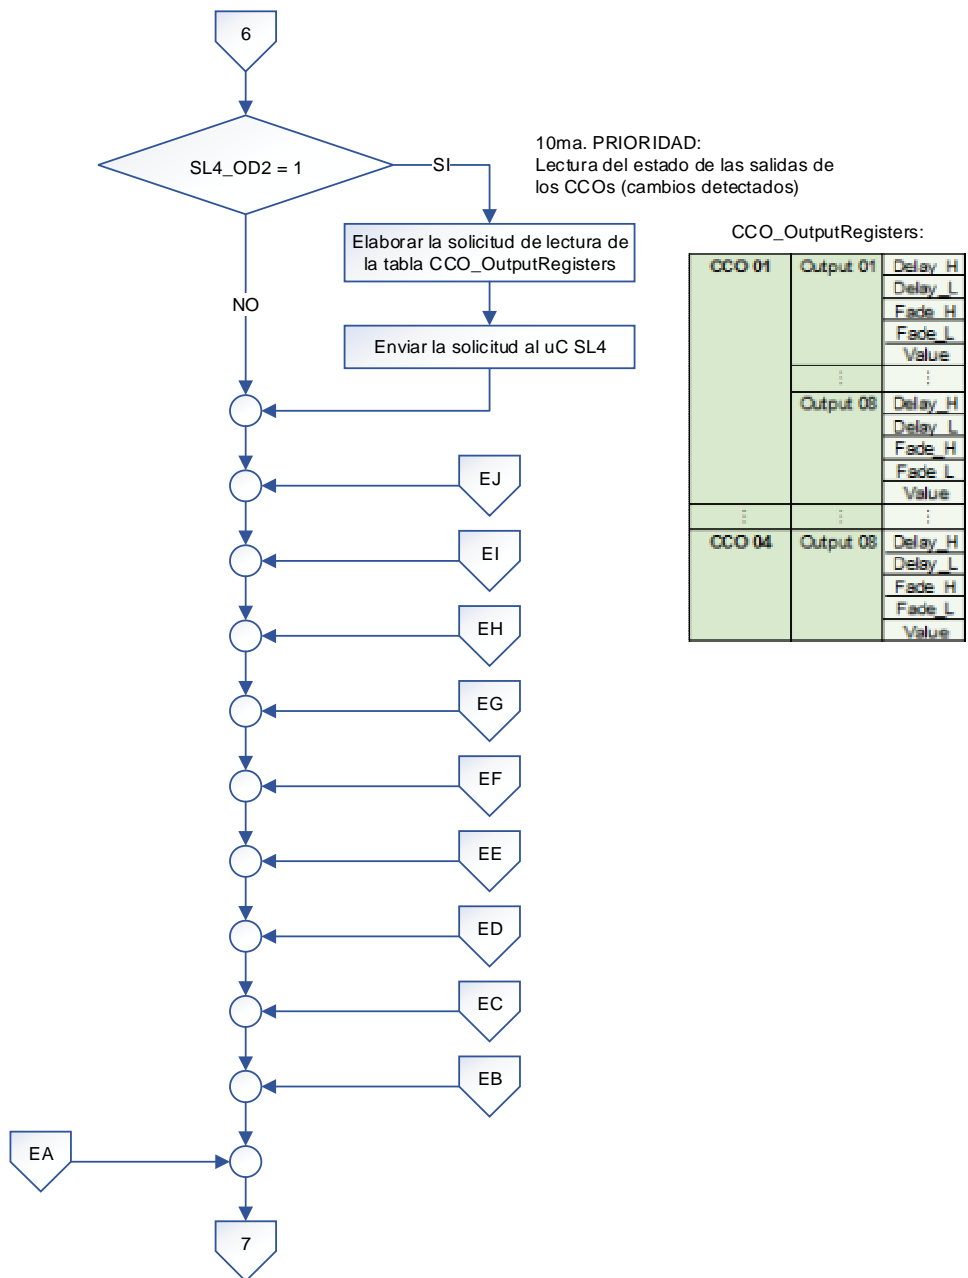 6
SL4_OD2 = 1
SI
10ma. PRIORIDAD:
Lectura del estado de las salidas de
los CCOs (cambios detectados)
Elaborar la solicitud de lectura de
la tabla CCO_OutputRegisters
NO
Enviar la solicitud al uC SL4
CCO_OutputRegisters:
CCO 01 Output 01 Delay_H
Delay_L
Fade_H
Fade_L
Value
Output 08 Delay_H
Delay_L
Fade_H
Fade_L
Value
CCO 04 Output 08 Delay_H
Delay_L
Fade_H
Fade_L
Value
EJ
EI
EH
EG
EF
EE
ED
EC
EB
EA
7